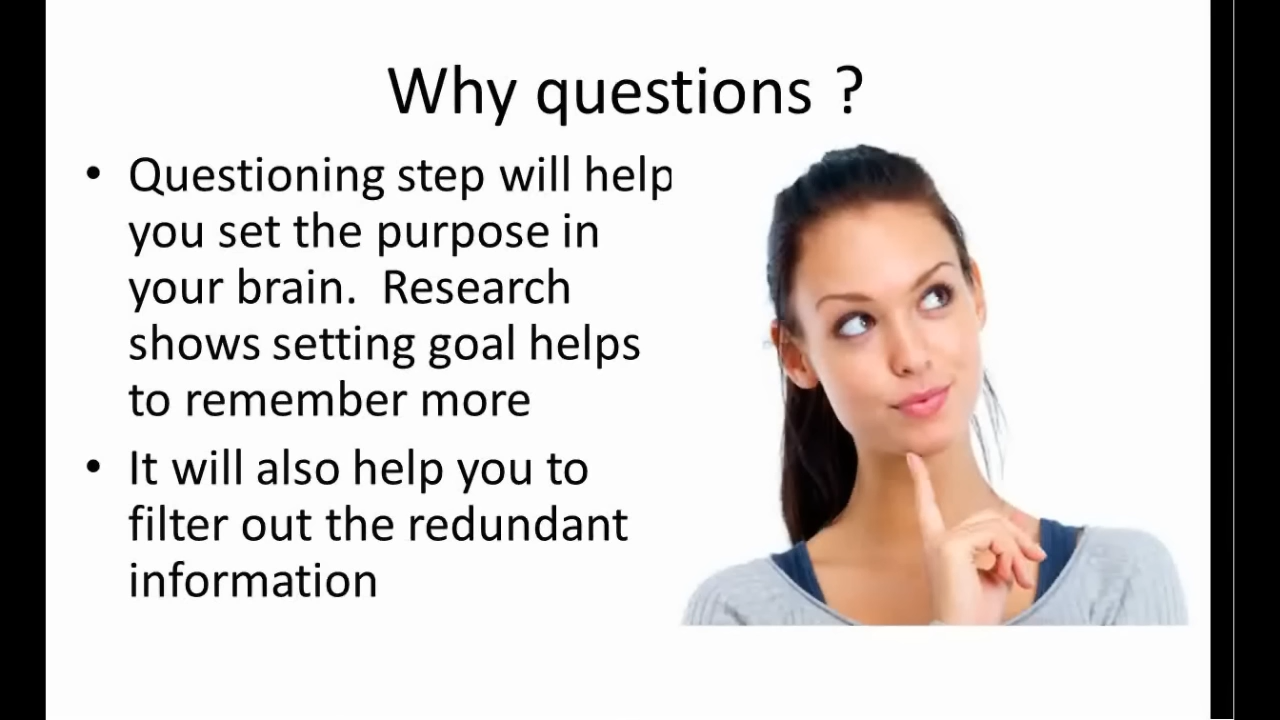 Why questions ?
• Questioning step will help
you set the purpose in
your brain.  Research
shows setting goal helps
to remember more
• It will also help you to
filter out the redundant
information